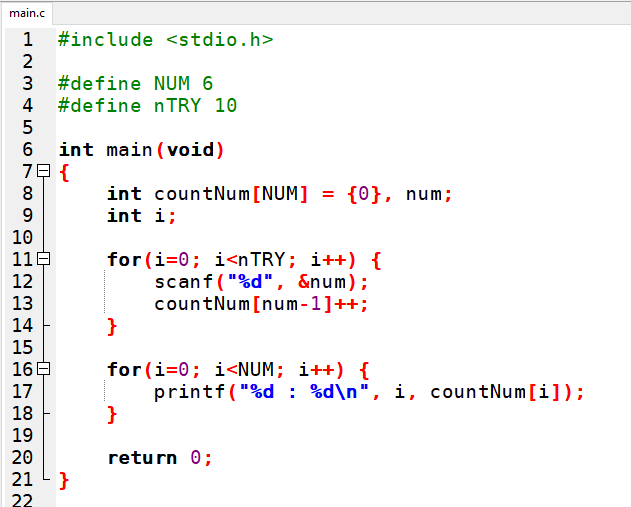 main.c
1 #include <stdio.h>
2
3 #define NUM 6
4 #define nTRY 10
5
6 int main(void)
7 {
8 int countNum[NUM] = {0}, num;
9 int i;
10
11 for(i=0; i<nTRY; i++) {
12 scanf("%d", &num);
13 countNum[num-1]++;
14 }
15
16 for(i=0; i<NUM; i++) {
17 printf("%d : %d\n", i, countNum[i]);
18 }
19
20 return 0;
21 }
22